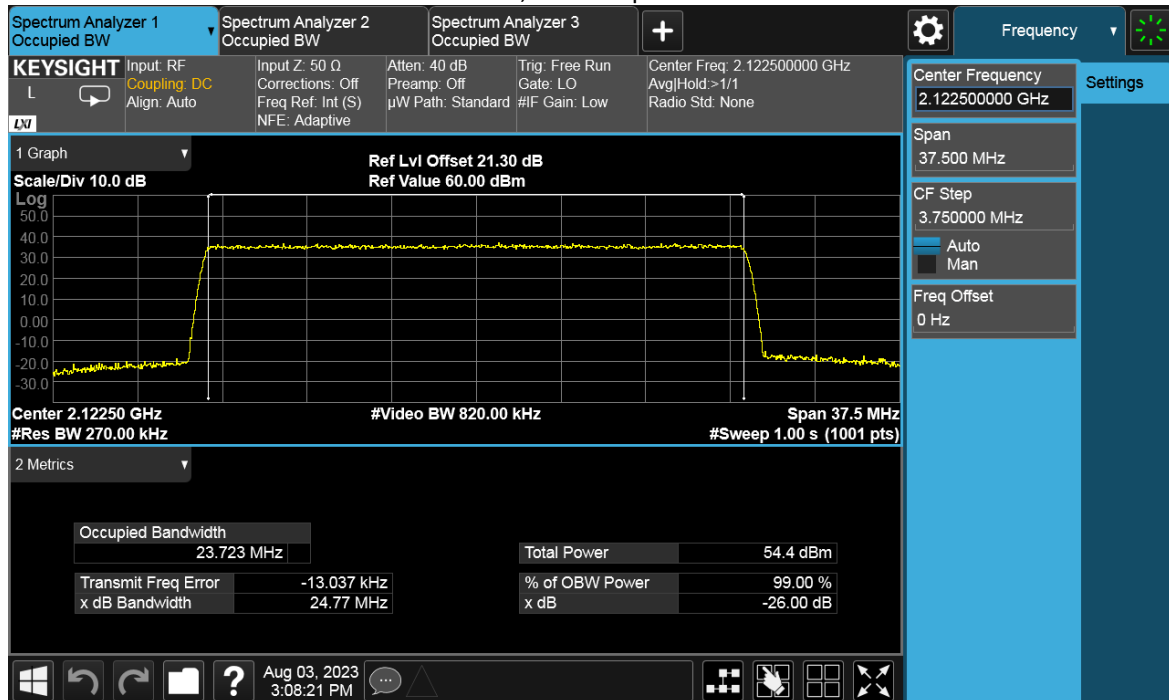 Spectrum Analyzer 1
Occupied BW
Spectrum Analyzer 2
Occupied BW
Spectrum Analyzer 3
Occupied BW
Frequency
KEYSIGHT
L
LXI
Input: RF
Coupling: DC
Align: Auto
Input Z: 50 Ω
Corrections: Off
Freq Ref: Int (S)
NFE: Adaptive
Atten: 40 dB
Preamp: Off
µW Path: Standard
Trig: Free Run
Gate: LO
#IF Gain: Low
Center Freq: 2.122500000 GHz
Avg|Hold:>1/1
Radio Std: None
Center Frequency
2.122500000 GHz
Settings
Span
37.500 MHz
CF Step
3.750000 MHz
Auto
Man
Freq Offset
0 Hz
1 Graph
Scale/Div 10.0 dB
Ref Lvl Offset 21.30 dB
Ref Value 60.00 dBm
Log
50.0
40.0
30.0
20.0
10.0
0.00
-10.0
-20.0
-30.0
Center 2.12250 GHz
#Video BW 820.00 kHz
Span 37.5 MHz
#Res BW 270.00 kHz
#Sweep 1.00 s (1001 pts)
2 Metrics
Occupied Bandwidth
23.723 MHz
Total Power 54.4 dBm
Transmit Freq Error -13.037 kHz
% of OBW Power 99.00 %
x dB Bandwidth 24.77 MHz
x dB -26.00 dB
?
Aug 03, 2023
3:08:21 PM